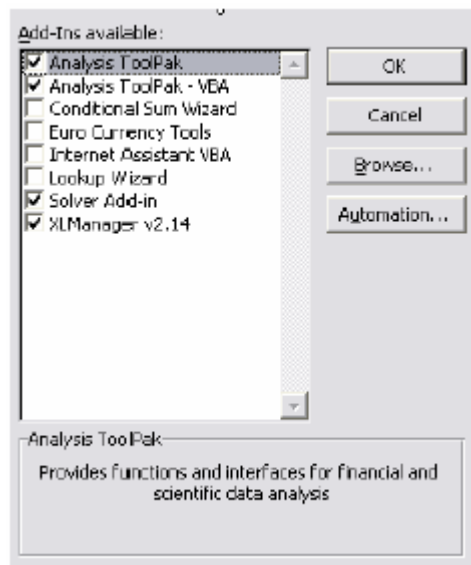 Add-Ins available:
Analysis ToolPak
Analysis ToolPak - VBA
Conditional Sum Wizard
Euro Currency Tools
Internet Assistant VBA
Lookup Wizard
Solver Add-in
XLManager v2.14
OK
Cancel
Browse...
Automation...
Analysis ToolPak
Provides functions and interfaces for financial and
scientific data analysis